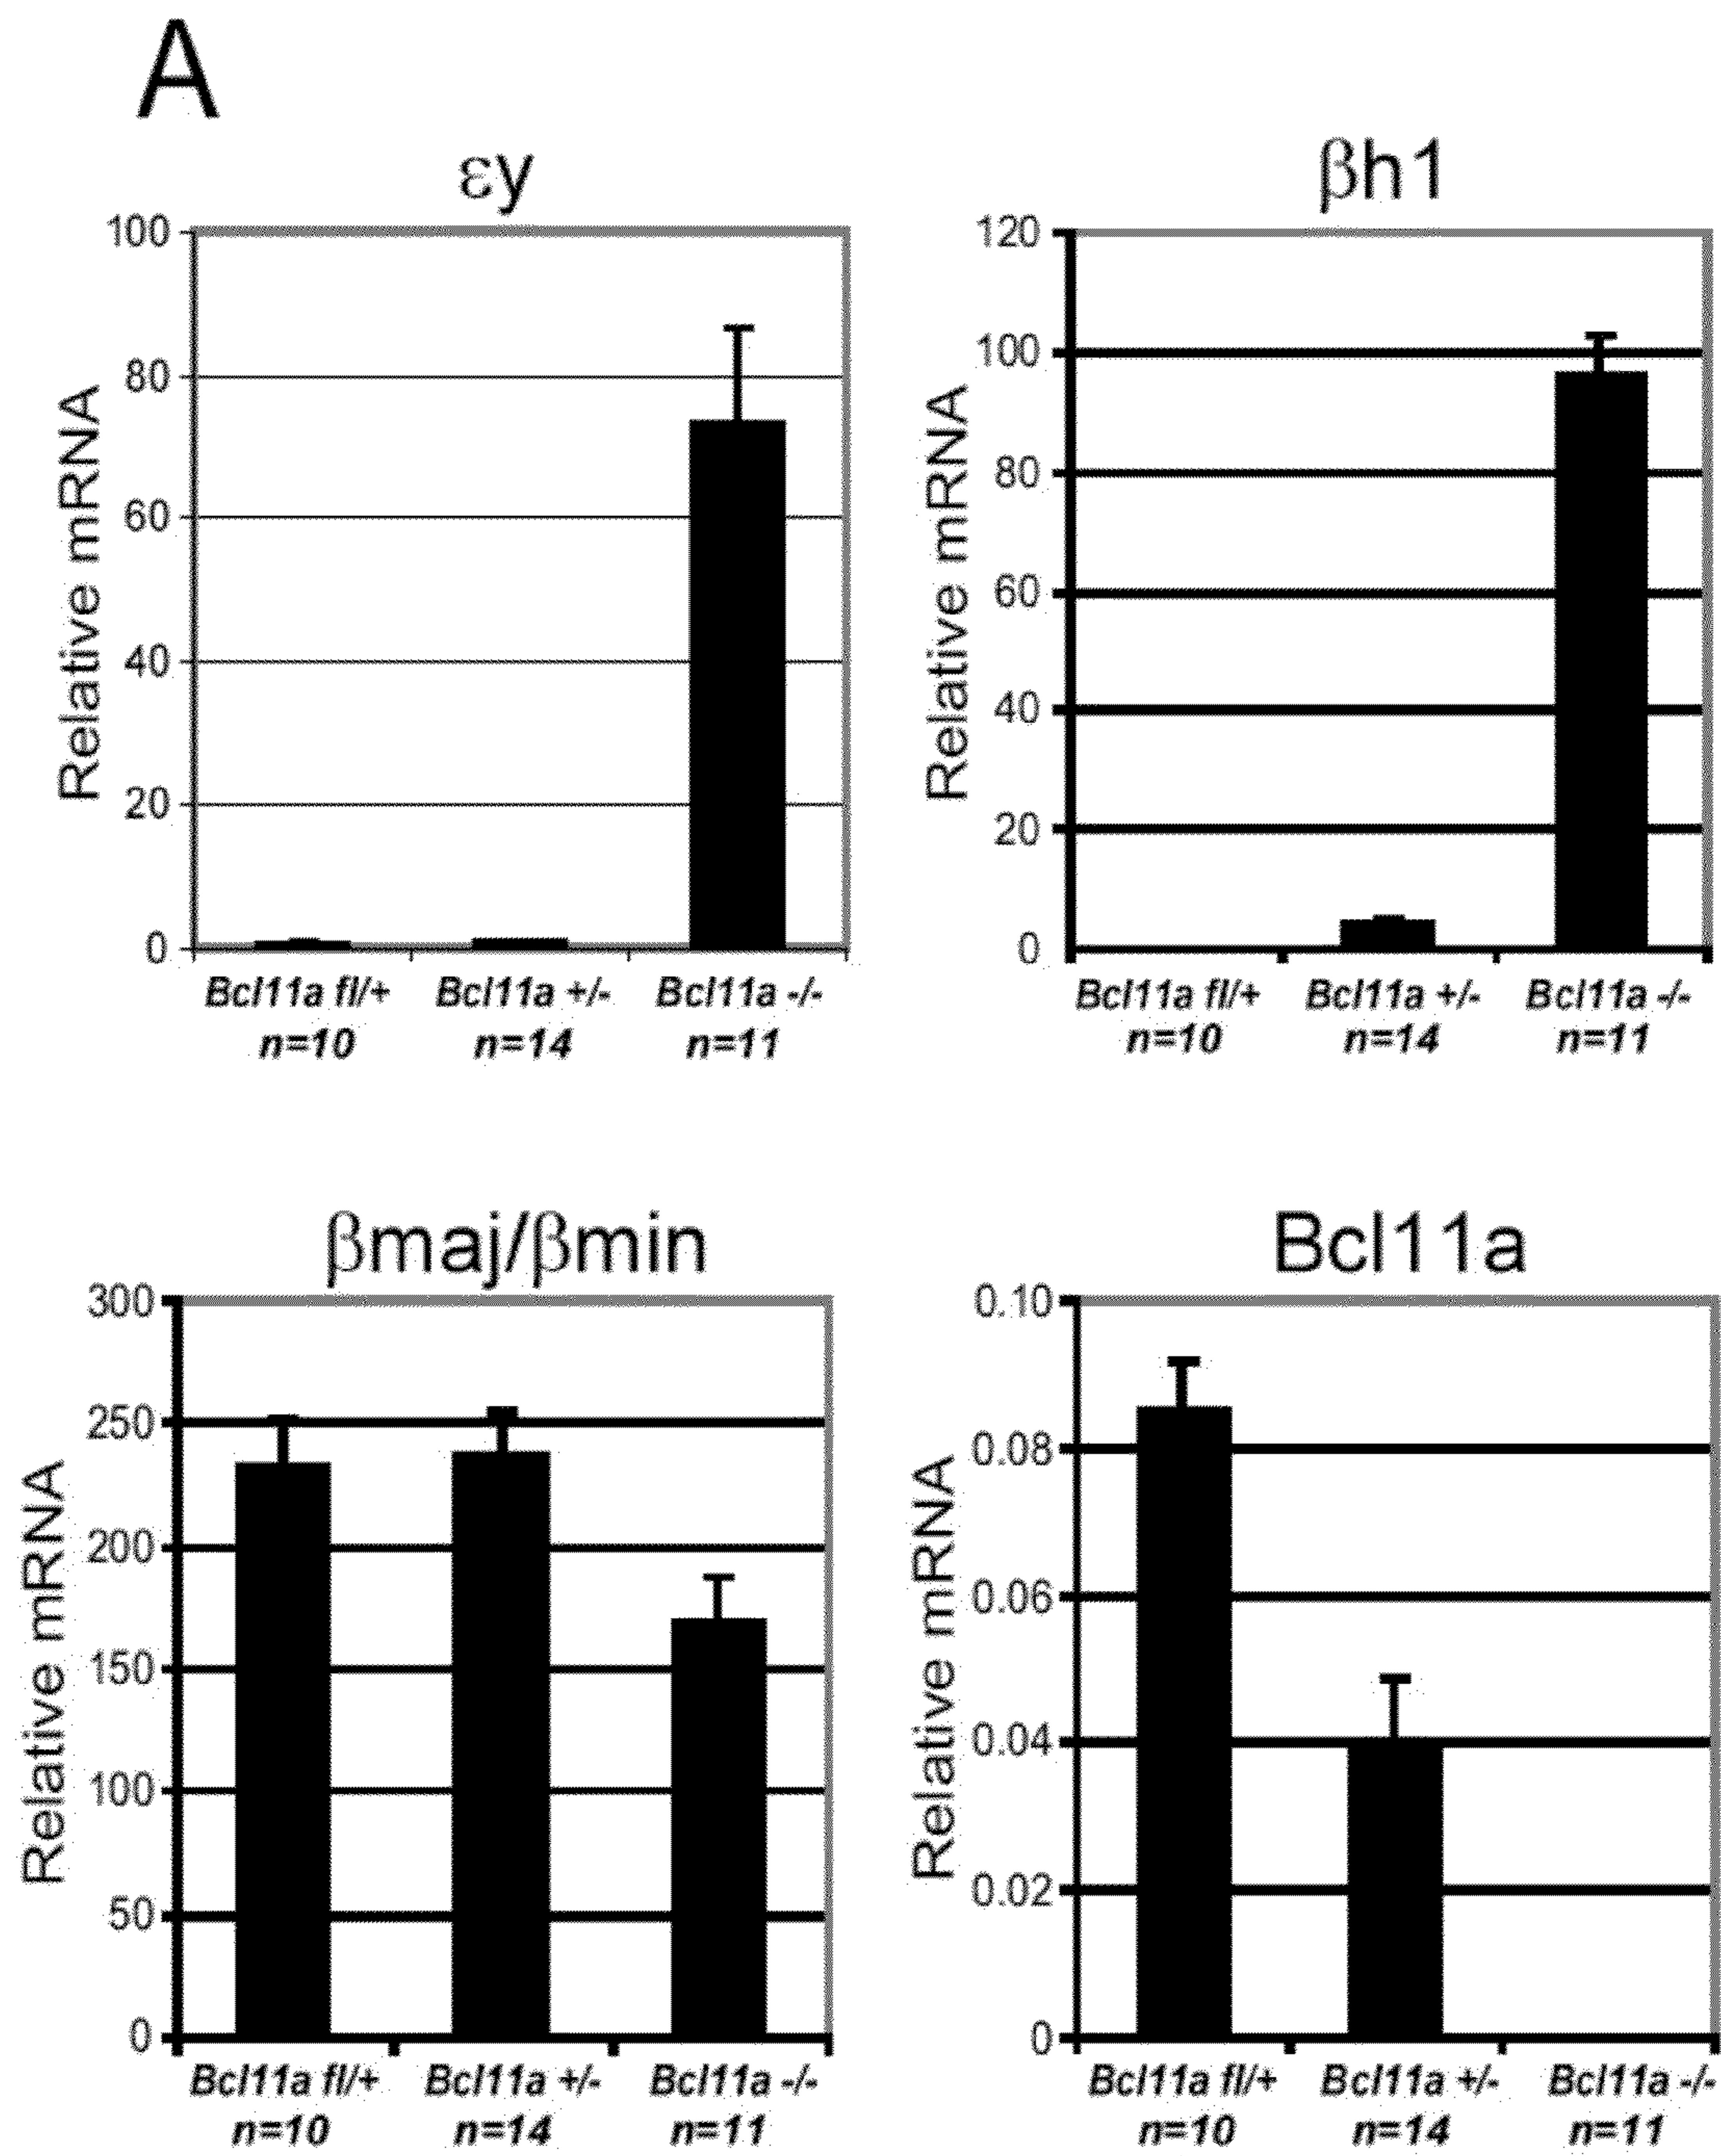 A
εy
100
80
60
40
20
0
Relative mRNA
Bcl11a fl/+ Bcl11a +/- Bcl11a -/-
n=10 n=14 n=11
βh1
120
100
80
60
40
20
0
Relative mRNA
Bcl11a fl/+ Bcl11a +/- Bcl11a -/-
n=10 n=14 n=11
βmaj/βmin
300
250
200
150
100
50
0
Relative mRNA
Bcl11a fl/+ Bcl11a +/- Bcl11a -/-
n=10 n=14 n=11
Bcl11a
0.10
0.08
0.06
0.04
0.02
0
Relative mRNA
Bcl11a fl/+ Bcl11a +/- Bcl11a -/-
n=10 n=14 n=11